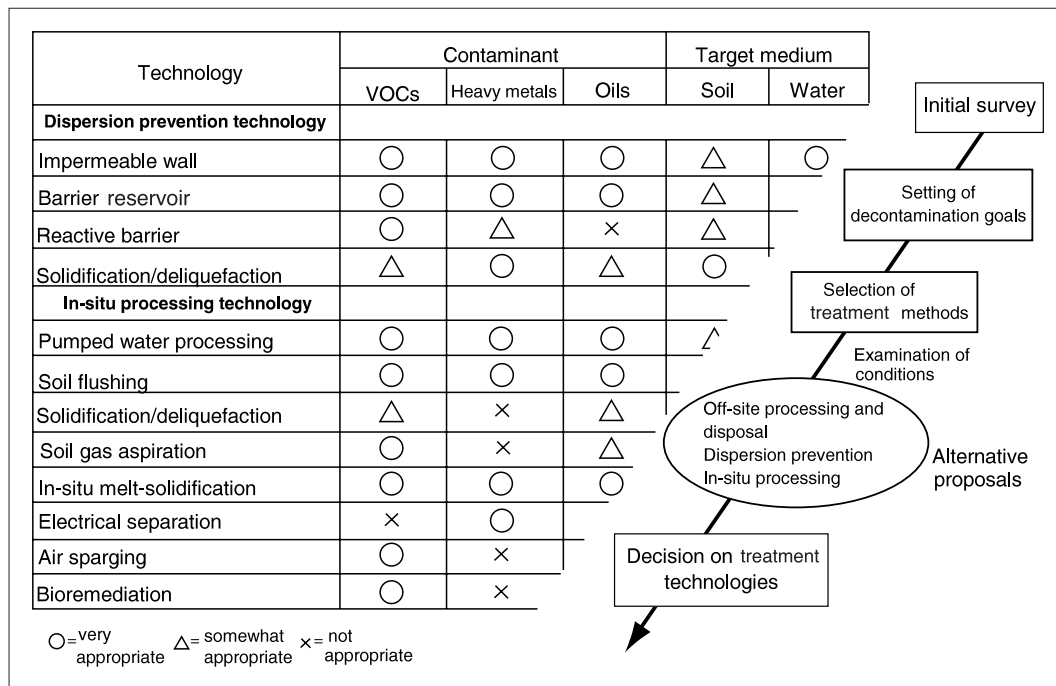 Technology
Contaminant
Target medium
VOCs
Heavy metals
Oils
Soil
Water
Dispersion prevention technology
Impermeable wall
Barrier reservoir
Reactive barrier
Solidification/deliquefaction
In-situ processing technology
Pumped water processing
Soil flushing
Solidification/deliquefaction
Soil gas aspiration
In-situ melt-solidification
Electrical separation
Air sparging
Bioremediation
○= very
appropriate
△= somewhat
appropriate
×= not
appropriate
Initial survey
Setting of
decontamination goals
Selection of
treatment methods
Examination of
conditions
Off-site processing and
disposal
Dispersion prevention
In-situ processing
Alternative
proposals
Decision on treatment
technologies